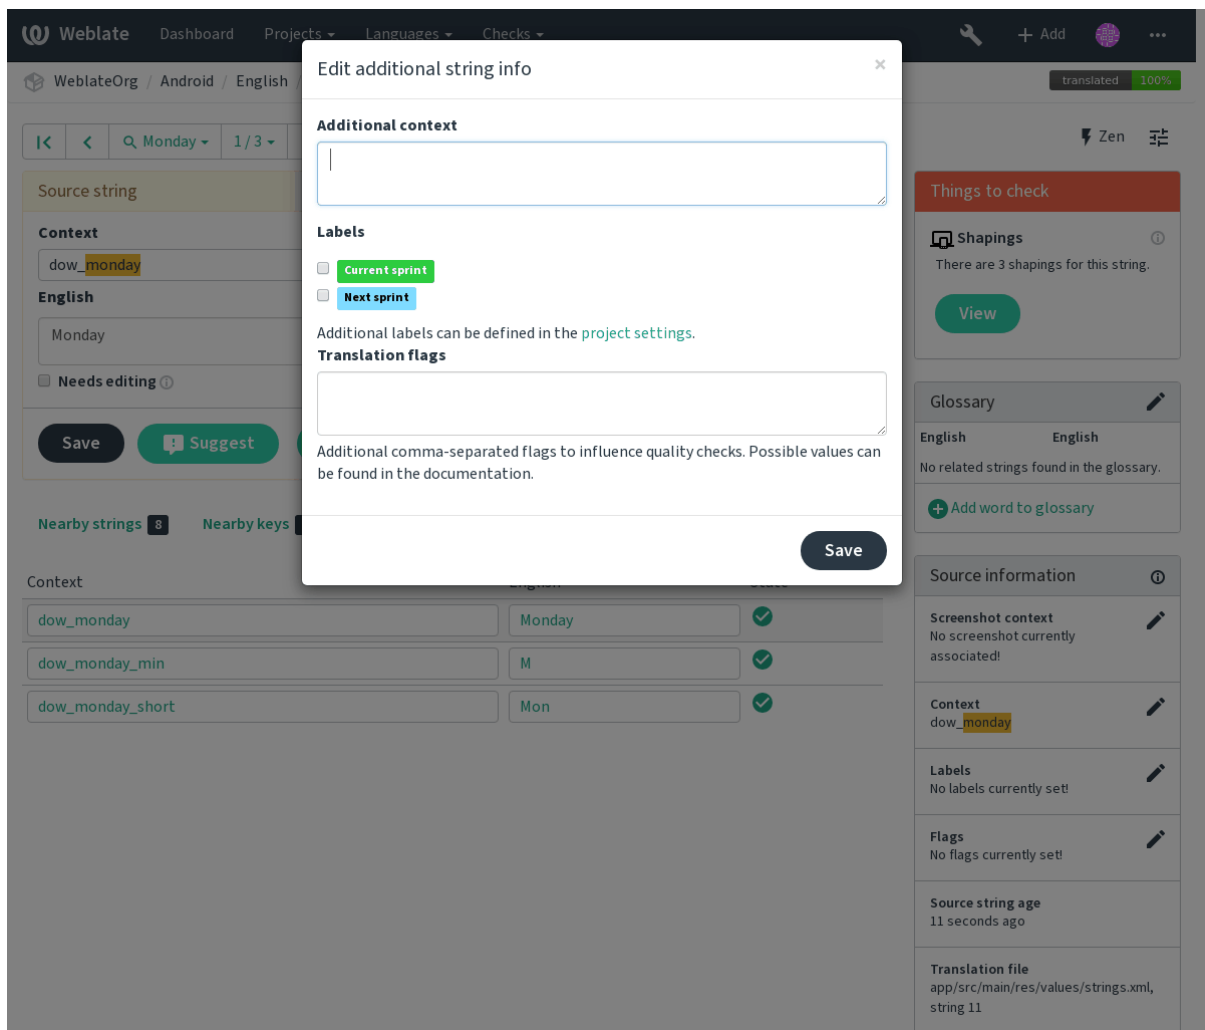 Weblate Dashboard Projects Languages Checks Add
WeblateOrg / Android / English /
translated 100%
Edit additional string info ×
Additional context
Labels
Current sprint
Next sprint
Additional labels can be defined in the project settings.
Translation flags
Additional comma-separated flags to influence quality checks. Possible values can
be found in the documentation.
Save
Monday 1 / 3
Zen
Source string
Context
dow_monday
English
Monday
Needs editing
Save Suggest
Nearby strings 8 Nearby keys
Context
dow_monday Monday
dow_monday_min M
dow_monday_short Mon
Things to check
Shapings
There are 3 shapings for this string.
View
Glossary
English English
No related strings found in the glossary.
Add word to glossary
Source information
Screenshot context
No screenshot currently
associated!
Context
dow_monday
Labels
No labels currently set!
Flags
No flags currently set!
Source string age
11 seconds ago
Translation file
app/src/main/res/values/strings.xml,
string 11